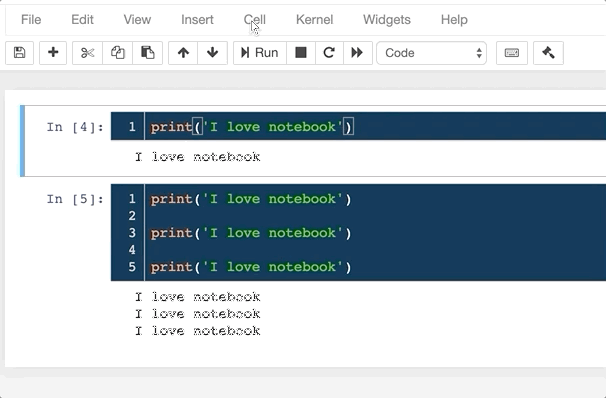 File Edit View Insert Cell Kernel Widgets Help
Run Code
In [4]: 1 print('I love notebook')
I love notebook
In [5]: 1 print('I love notebook')
2
3 print('I love notebook')
4
5 print('I love notebook')
I love notebook
I love notebook
I love notebook